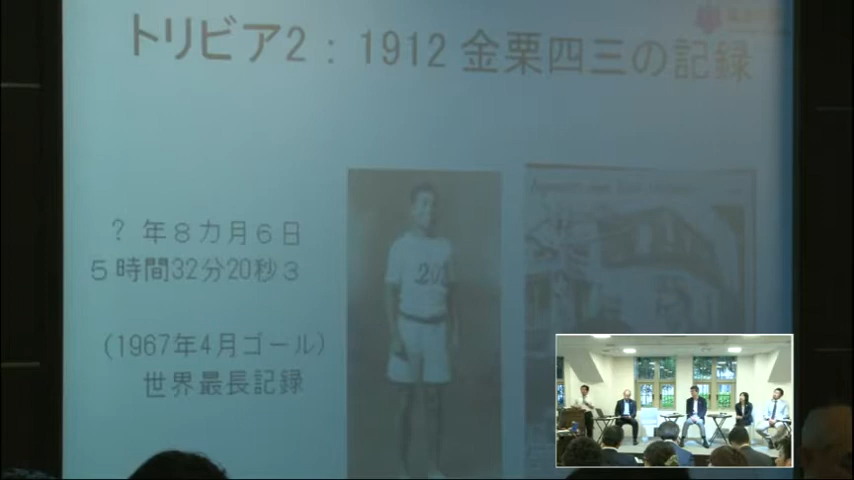 トリビア2：1912 金栗四三の記録
？年８カ月６日
５時間32分20秒３
(1967年4月ゴール)
世界最長記録